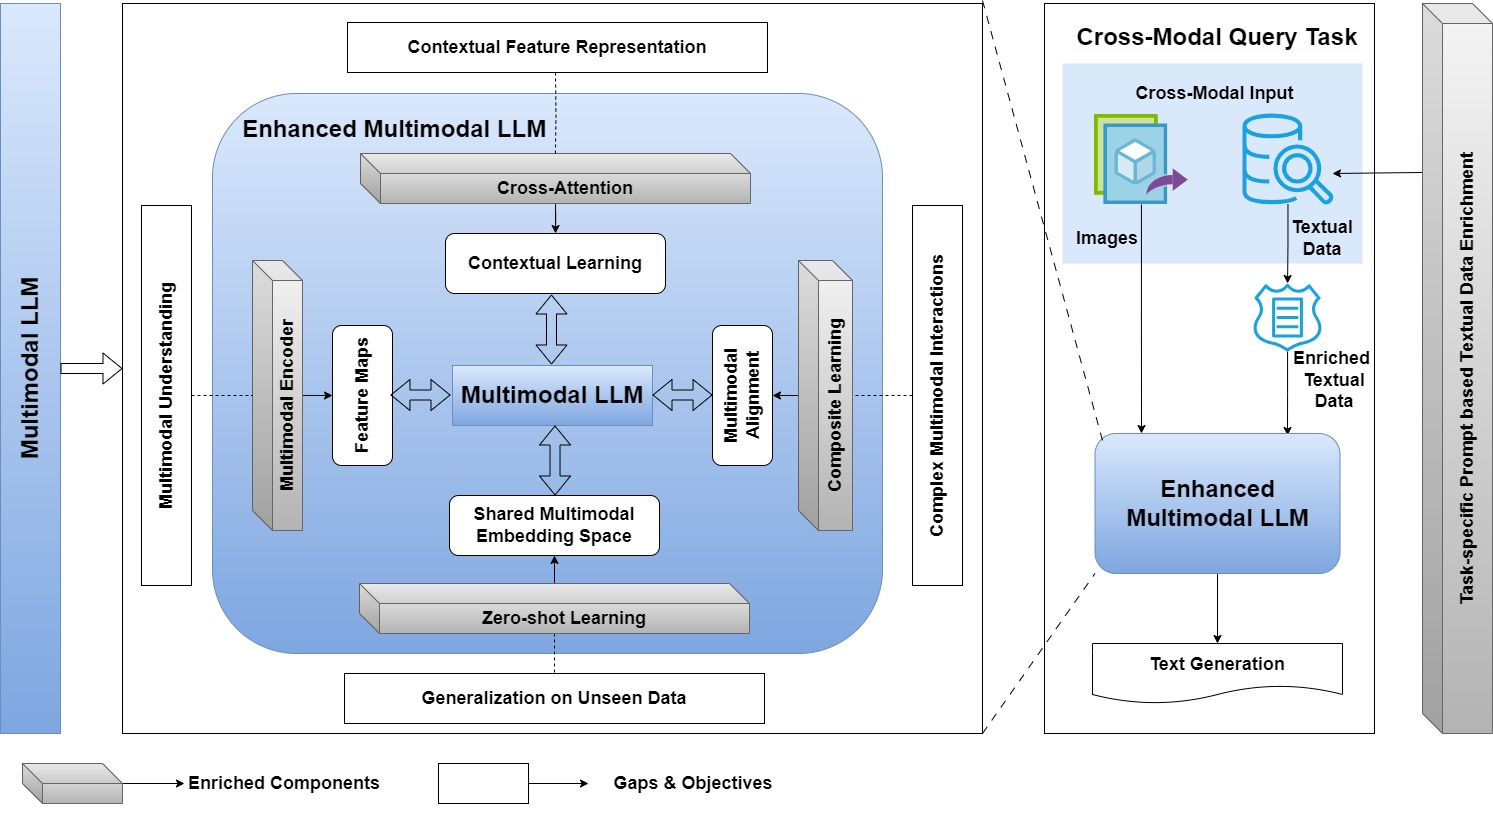 Multimodal LLM
Contextual Feature Representation
Enhanced Multimodal LLM
Cross-Attention
Contextual Learning
Multimodal Understanding
Multimodal Encoder
Feature Maps
Multimodal LLM
Multimodal
Alignment
Composite Learning
Complex Multimodal Interactions
Shared Multimodal
Embedding Space
Zero-shot Learning
Generalization on Unseen Data
Cross-Modal Query Task
Cross-Modal Input
Images
Textual
Data
Enriched
Textual
Data
Enhanced
Multimodal LLM
Text Generation
Task-specific Prompt based Textual Data Enrichment
Enriched Components
Gaps & Objectives